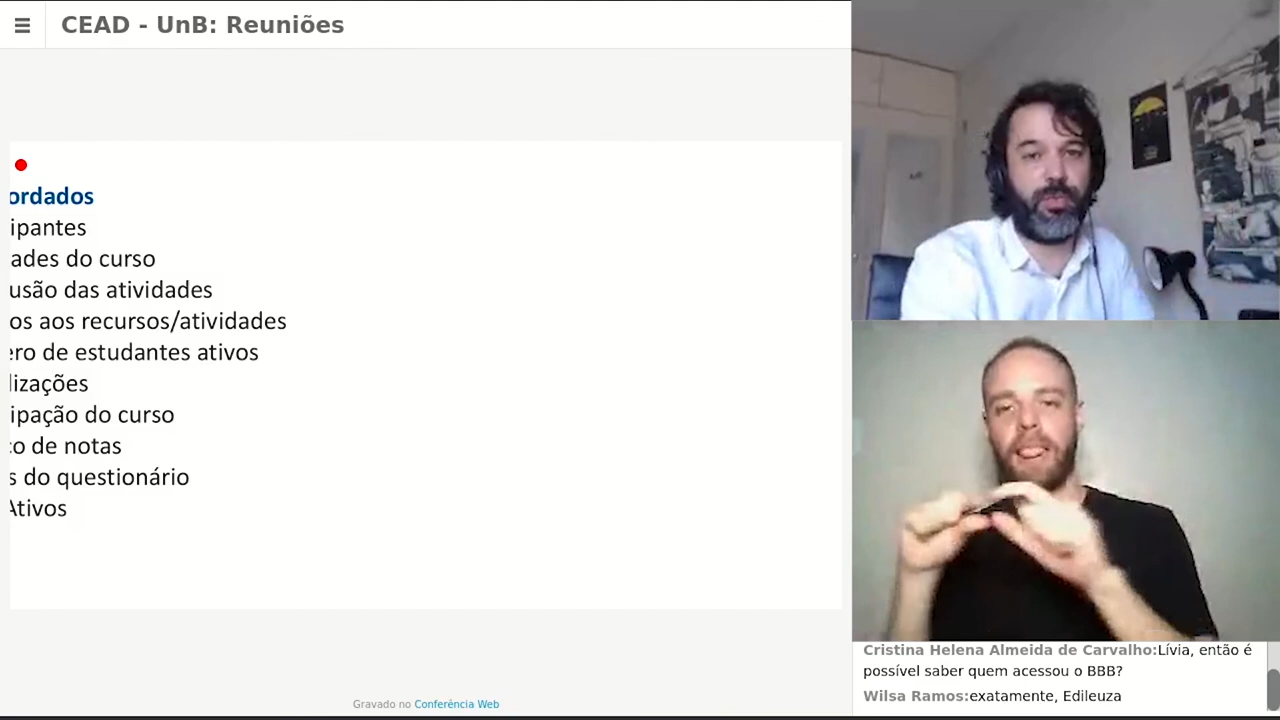 CEAD - UnB: Reuniões
ordados
ipantes
ades do curso
usão das atividades
os aos recursos/atividades
ero de estudantes ativos
lizações
ipação do curso
ço de notas
s do questionário
Ativos
Gravado no Conferência Web
Cristina Helena Almeida de Carvalho:Lívia, então é
possível saber quem acessou o BBB?
Wilsa Ramos:exatamente, Edileuza